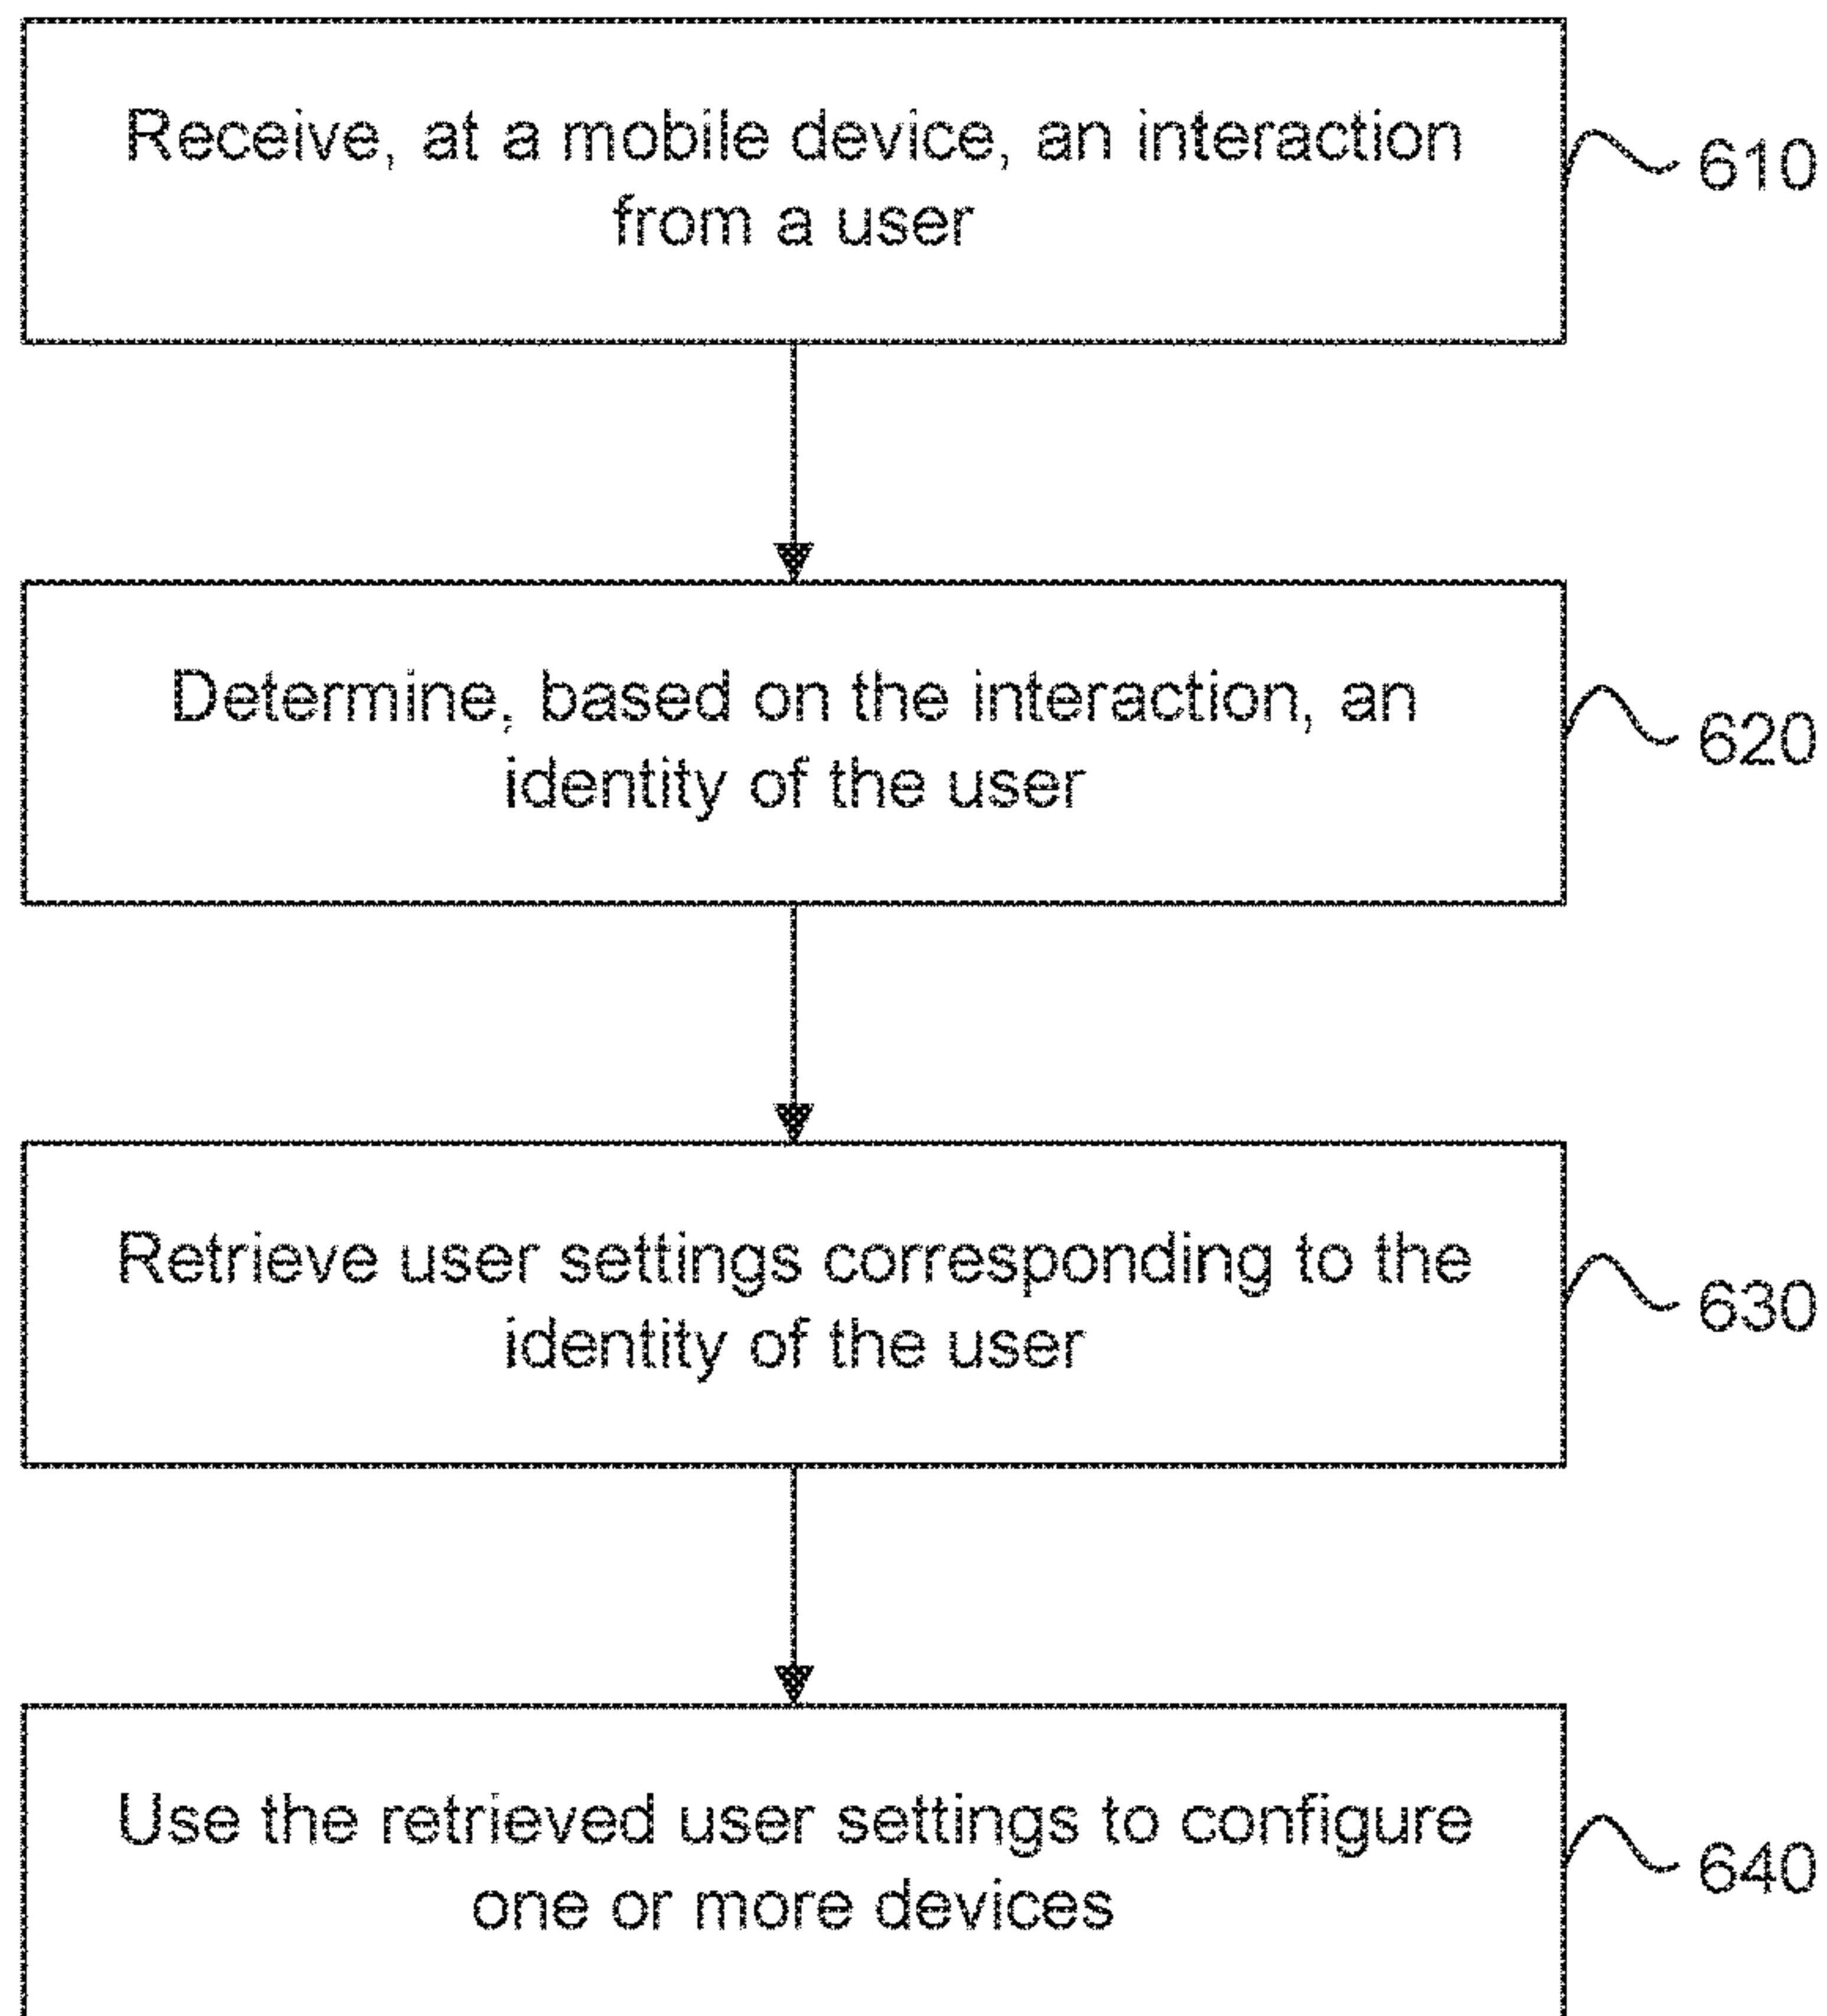 Receive, at a mobile device, an interaction
from a user
610
Determine, based on the interaction, an
identity of the user
620
Retrieve user settings corresponding to the
identity of the user
630
Use the retrieved user settings to configure
one or more devices
640